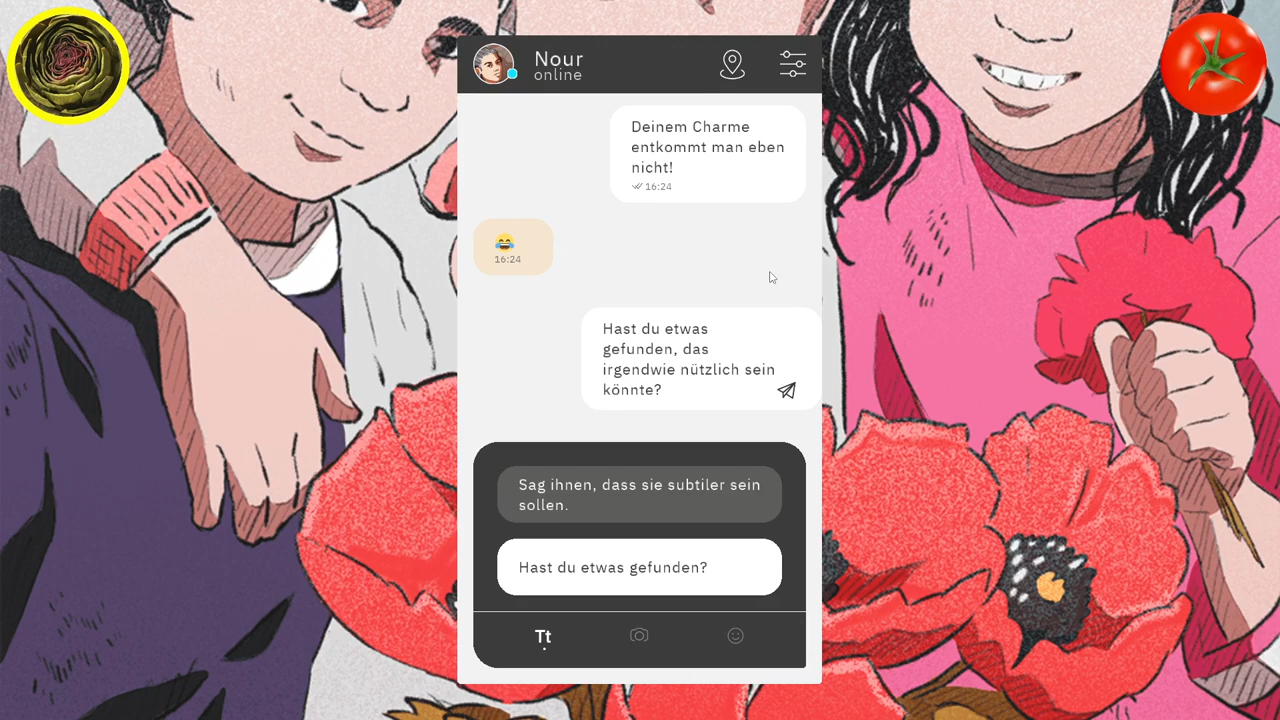 Nour
online
Deinem Charme
entkommt man eben
nicht!
16:24
😂
16:24
Hast du etwas
gefunden, das
irgendwie nützlich sein
könnte?
Sag ihnen, dass sie subtiler sein
sollen.
Hast du etwas gefunden?
Tt